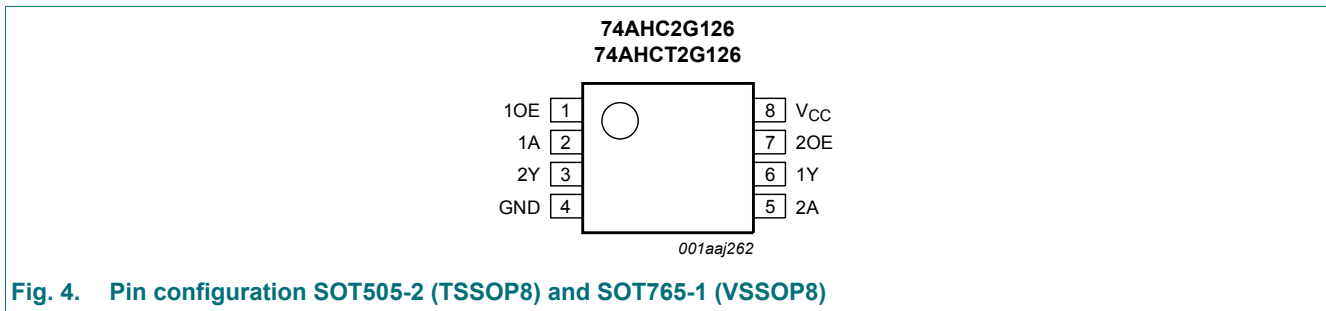 74AHC2G126
74AHCT2G126
1OE 1 8 VCC
1A 2 7 2OE
2Y 3 6 1Y
GND 4 5 2A
001aaj262
Fig. 4. Pin configuration SOT505-2 (TSSOP8) and SOT765-1 (VSSOP8)